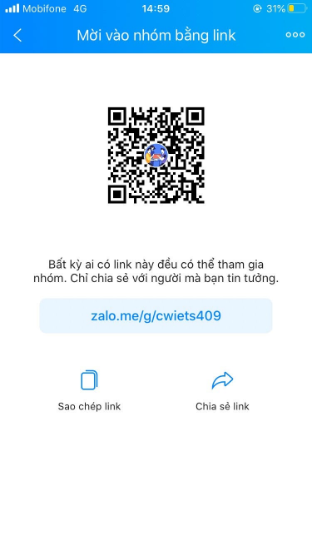 Mobifone 4G 14:59 31%
Mời vào nhóm bằng link
Bất kỳ ai có link này đều có thể tham gia
nhóm. Chỉ chia sẻ với người mà bạn tin tưởng.
zalo.me/g/cwiets409
Sao chép link Chia sẻ link